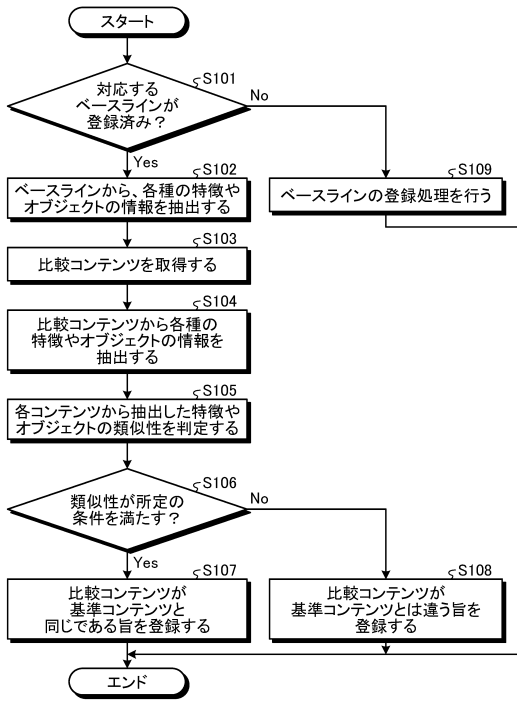 スタート
S101
対応する
ベースラインが
登録済み？
No
Yes
S102
ベースラインから、各種の特徴や
オブジェクトの情報を抽出する
S109
ベースラインの登録処理を行う
S103
比較コンテンツを取得する
S104
比較コンテンツから各種の
特徴やオブジェクトの情報を
抽出する
S105
各コンテンツから抽出した特徴や
オブジェクトの類似性を判定する
S106
類似性が所定の
条件を満たす？
No
Yes
S107
比較コンテンツが
基準コンテンツと
同じである旨を登録する
S108
比較コンテンツが
基準コンテンツとは違う旨を
登録する
エンド